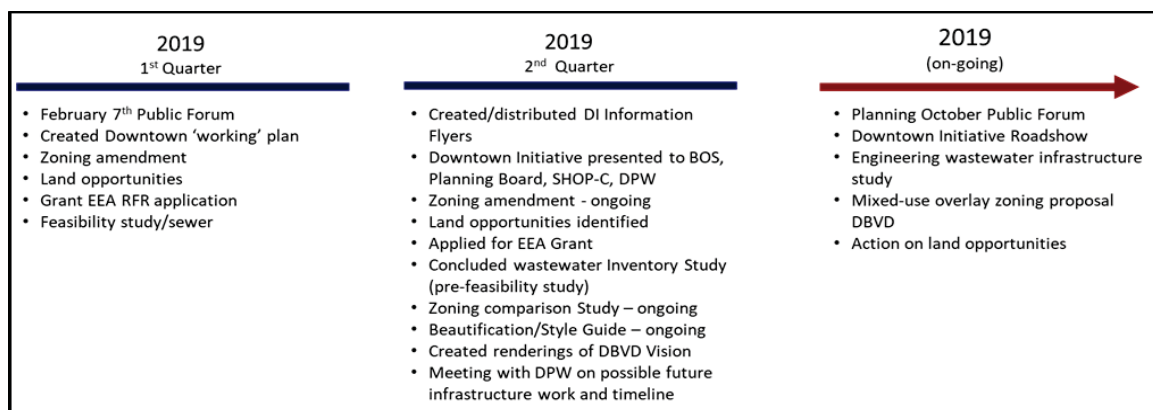 2019
1st Quarter
• February 7th Public Forum
• Created Downtown ‘working’ plan
• Zoning amendment
• Land opportunities
• Grant EEA RFR application
• Feasibility study/sewer
2019
2nd Quarter
• Created/distributed DI Information
Flyers
• Downtown Initiative presented to BOS,
Planning Board, SHOP-C, DPW
• Zoning amendment - ongoing
• Land opportunities identified
• Applied for EEA Grant
• Concluded wastewater Inventory Study
(pre-feasibility study)
• Zoning comparison Study – ongoing
• Beautification/Style Guide – ongoing
• Created renderings of DBVD Vision
• Meeting with DPW on possible future
infrastructure work and timeline
2019
(on-going)
• Planning October Public Forum
• Downtown Initiative Roadshow
• Engineering wastewater infrastructure
study
• Mixed-use overlay zoning proposal
DBVD
• Action on land opportunities